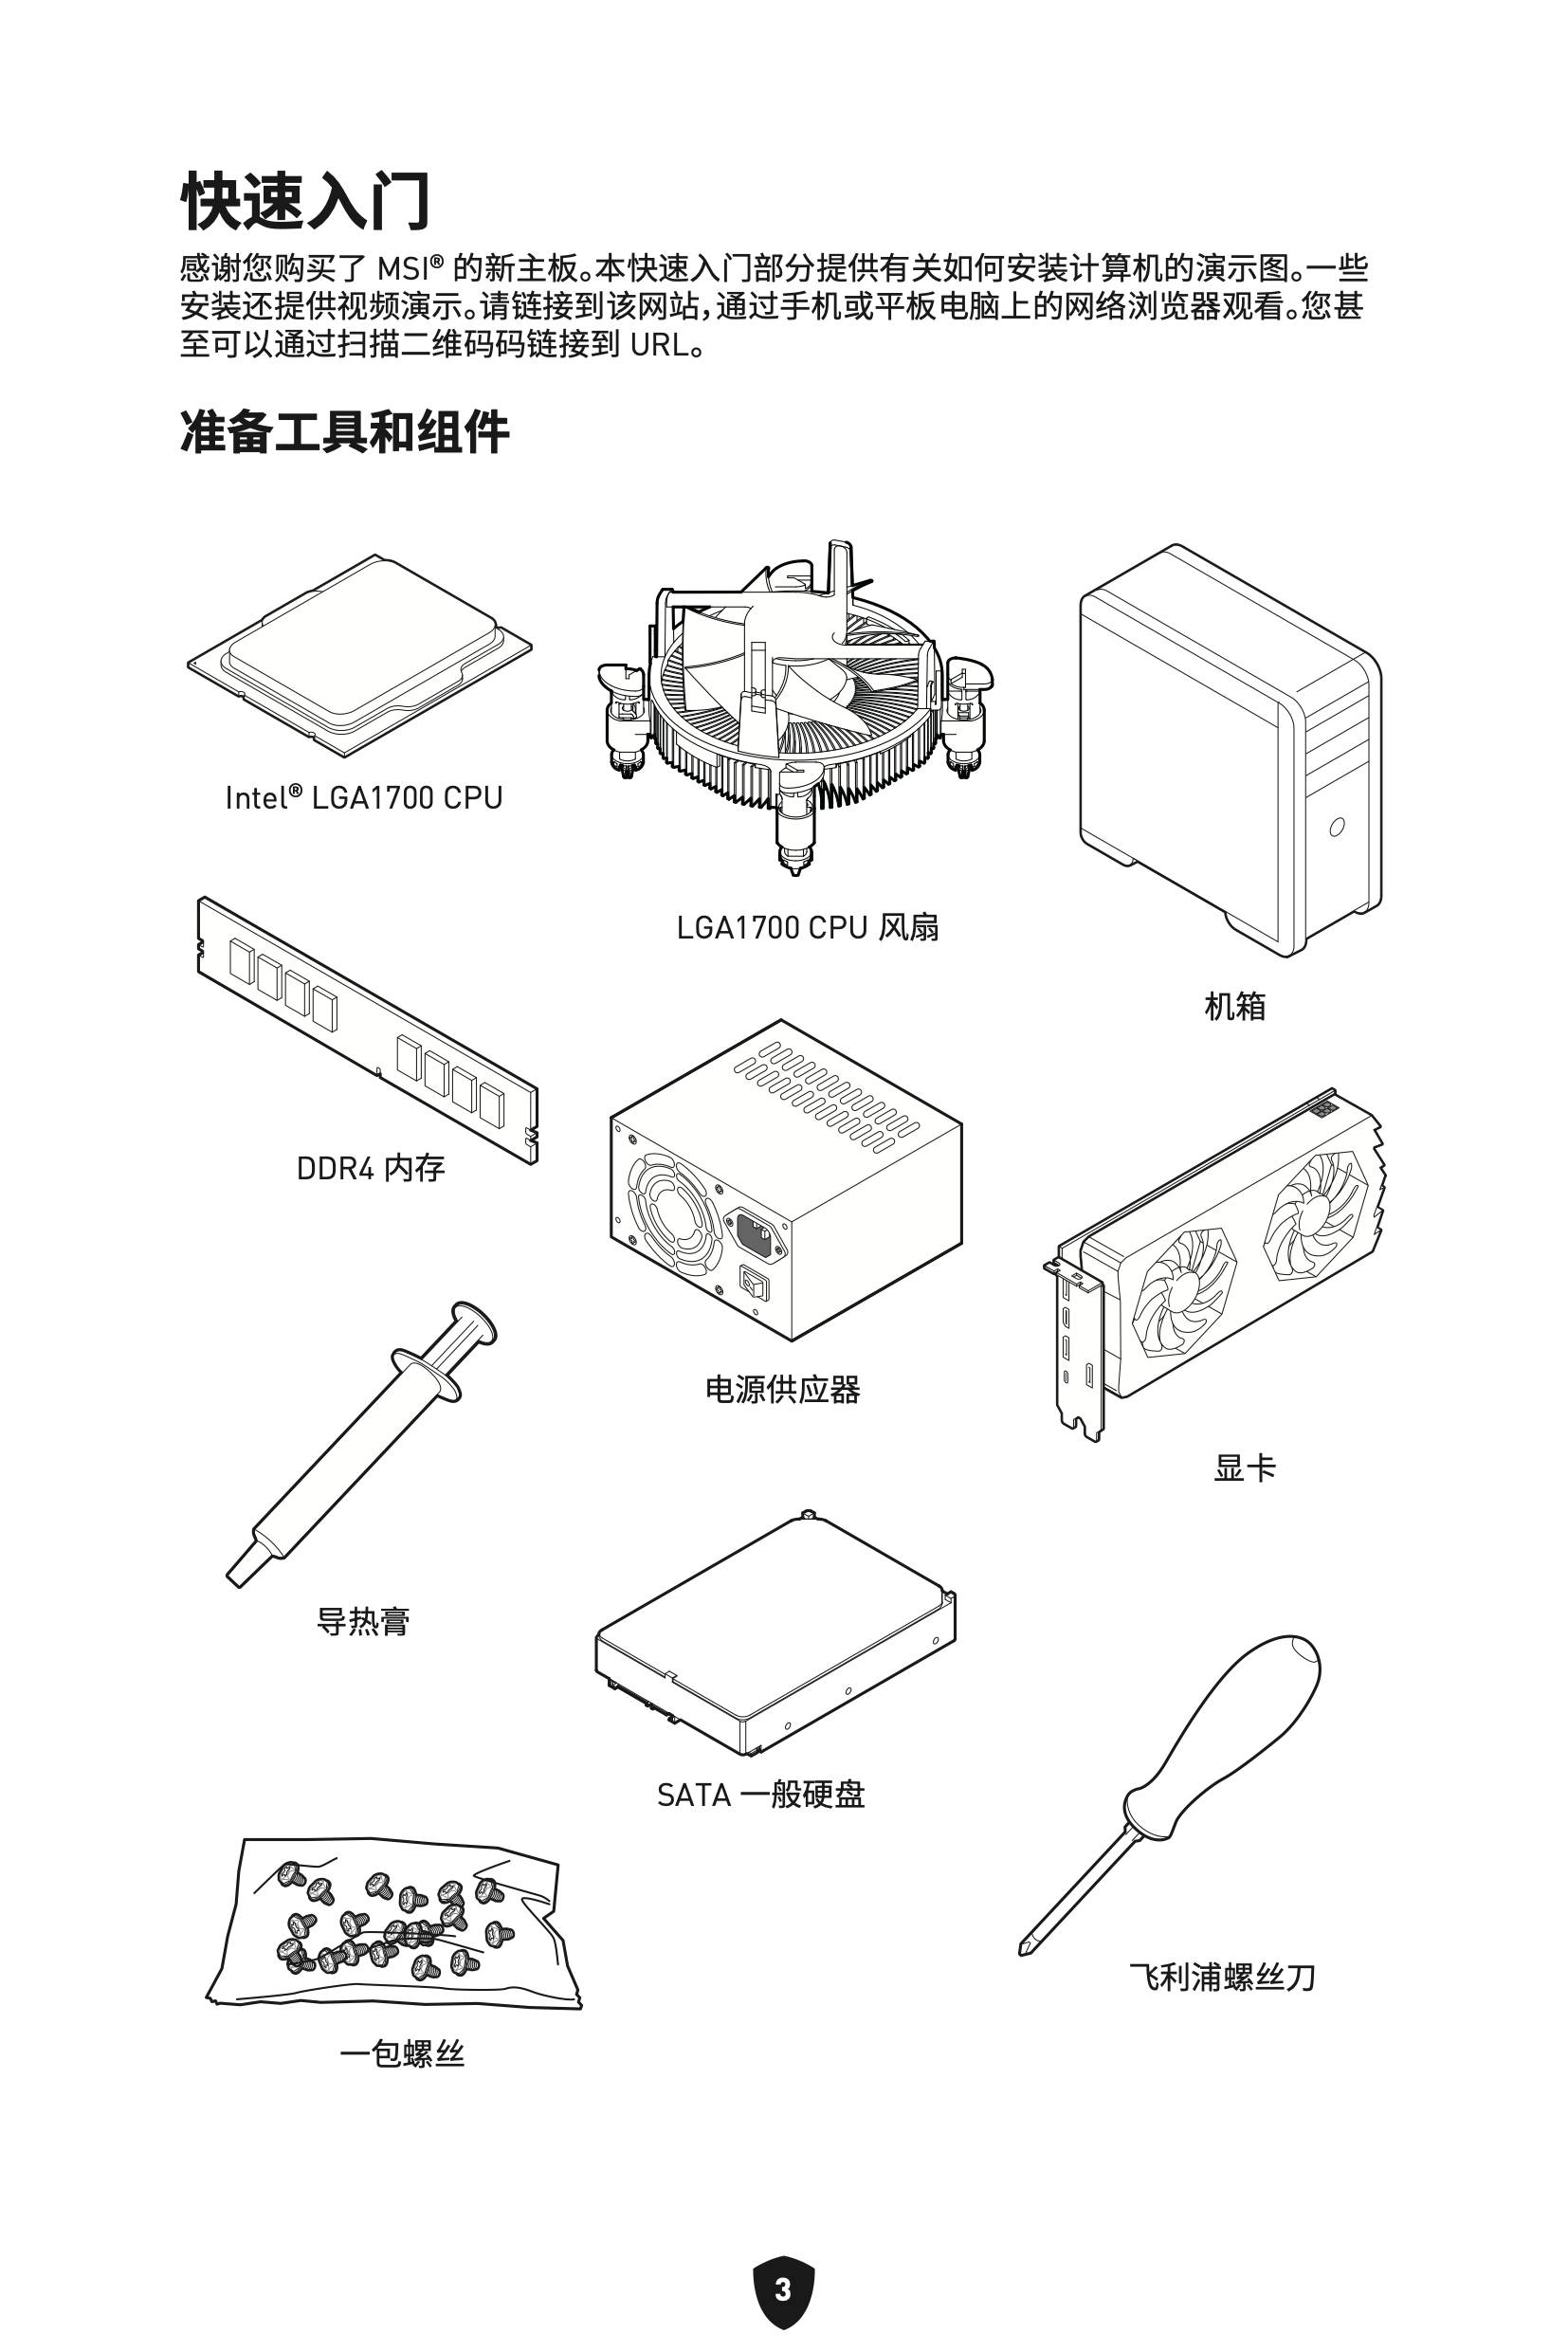 快速入门
感谢您购买了 MSI® 的新主板。本快速入门部分提供有关如何安装计算机的演示图。一些
安装还提供视频演示。请链接到该网站，通过手机或平板电脑上的网络浏览器观看。您甚
至可以通过扫描二维码码链接到 URL。
准备工具和组件
Intel® LGA1700 CPU
LGA1700 CPU 风扇
机箱
DDR4 内存
电源供应器
显卡
导热膏
SATA 一般硬盘
飞利浦螺丝刀
一包螺丝
3